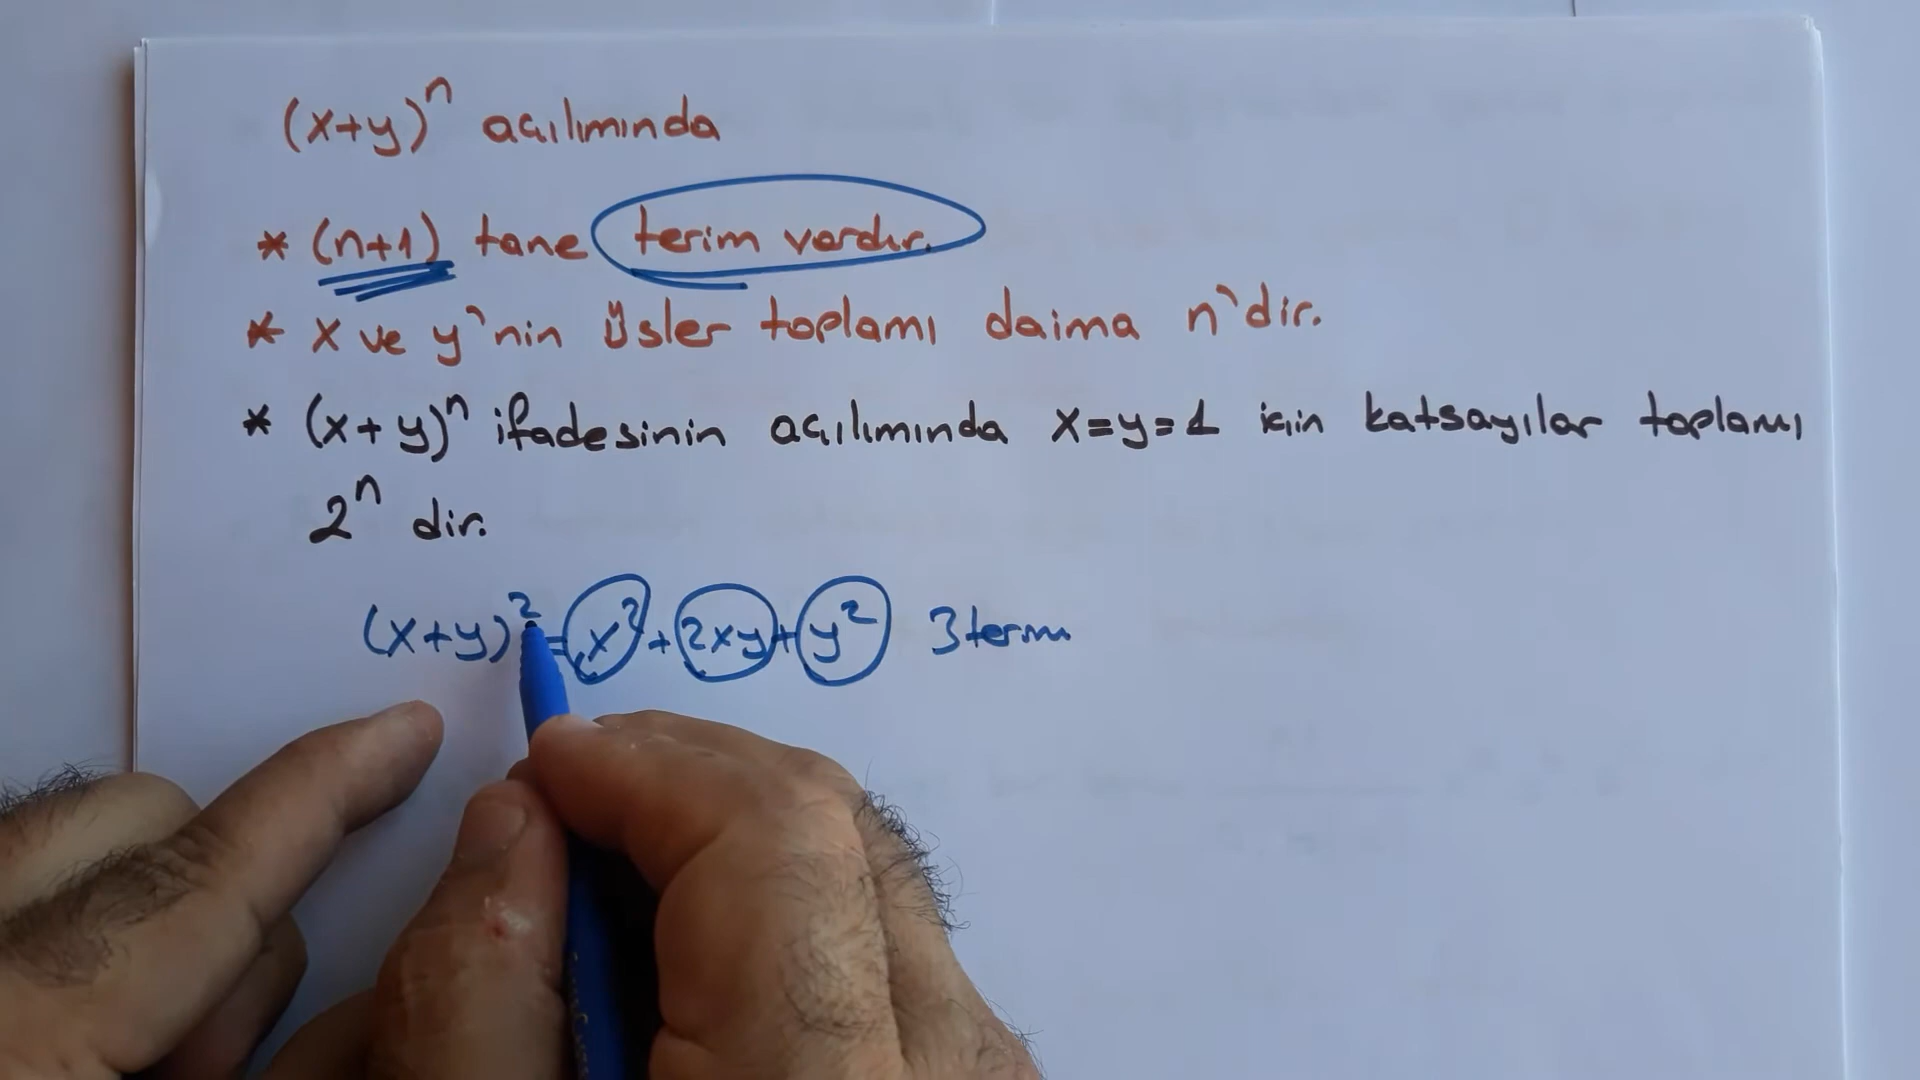 (x+y)ⁿ açılımında
* (n+1) tane terim vardır.
* x ve y'nin üsler toplamı daima n'dir.
* (x+y)ⁿ ifadesinin açılımında x=y=1 için katsayılar toplamı
2ⁿ dir.
(x+y)²=x²+2xy+y² 3 terim